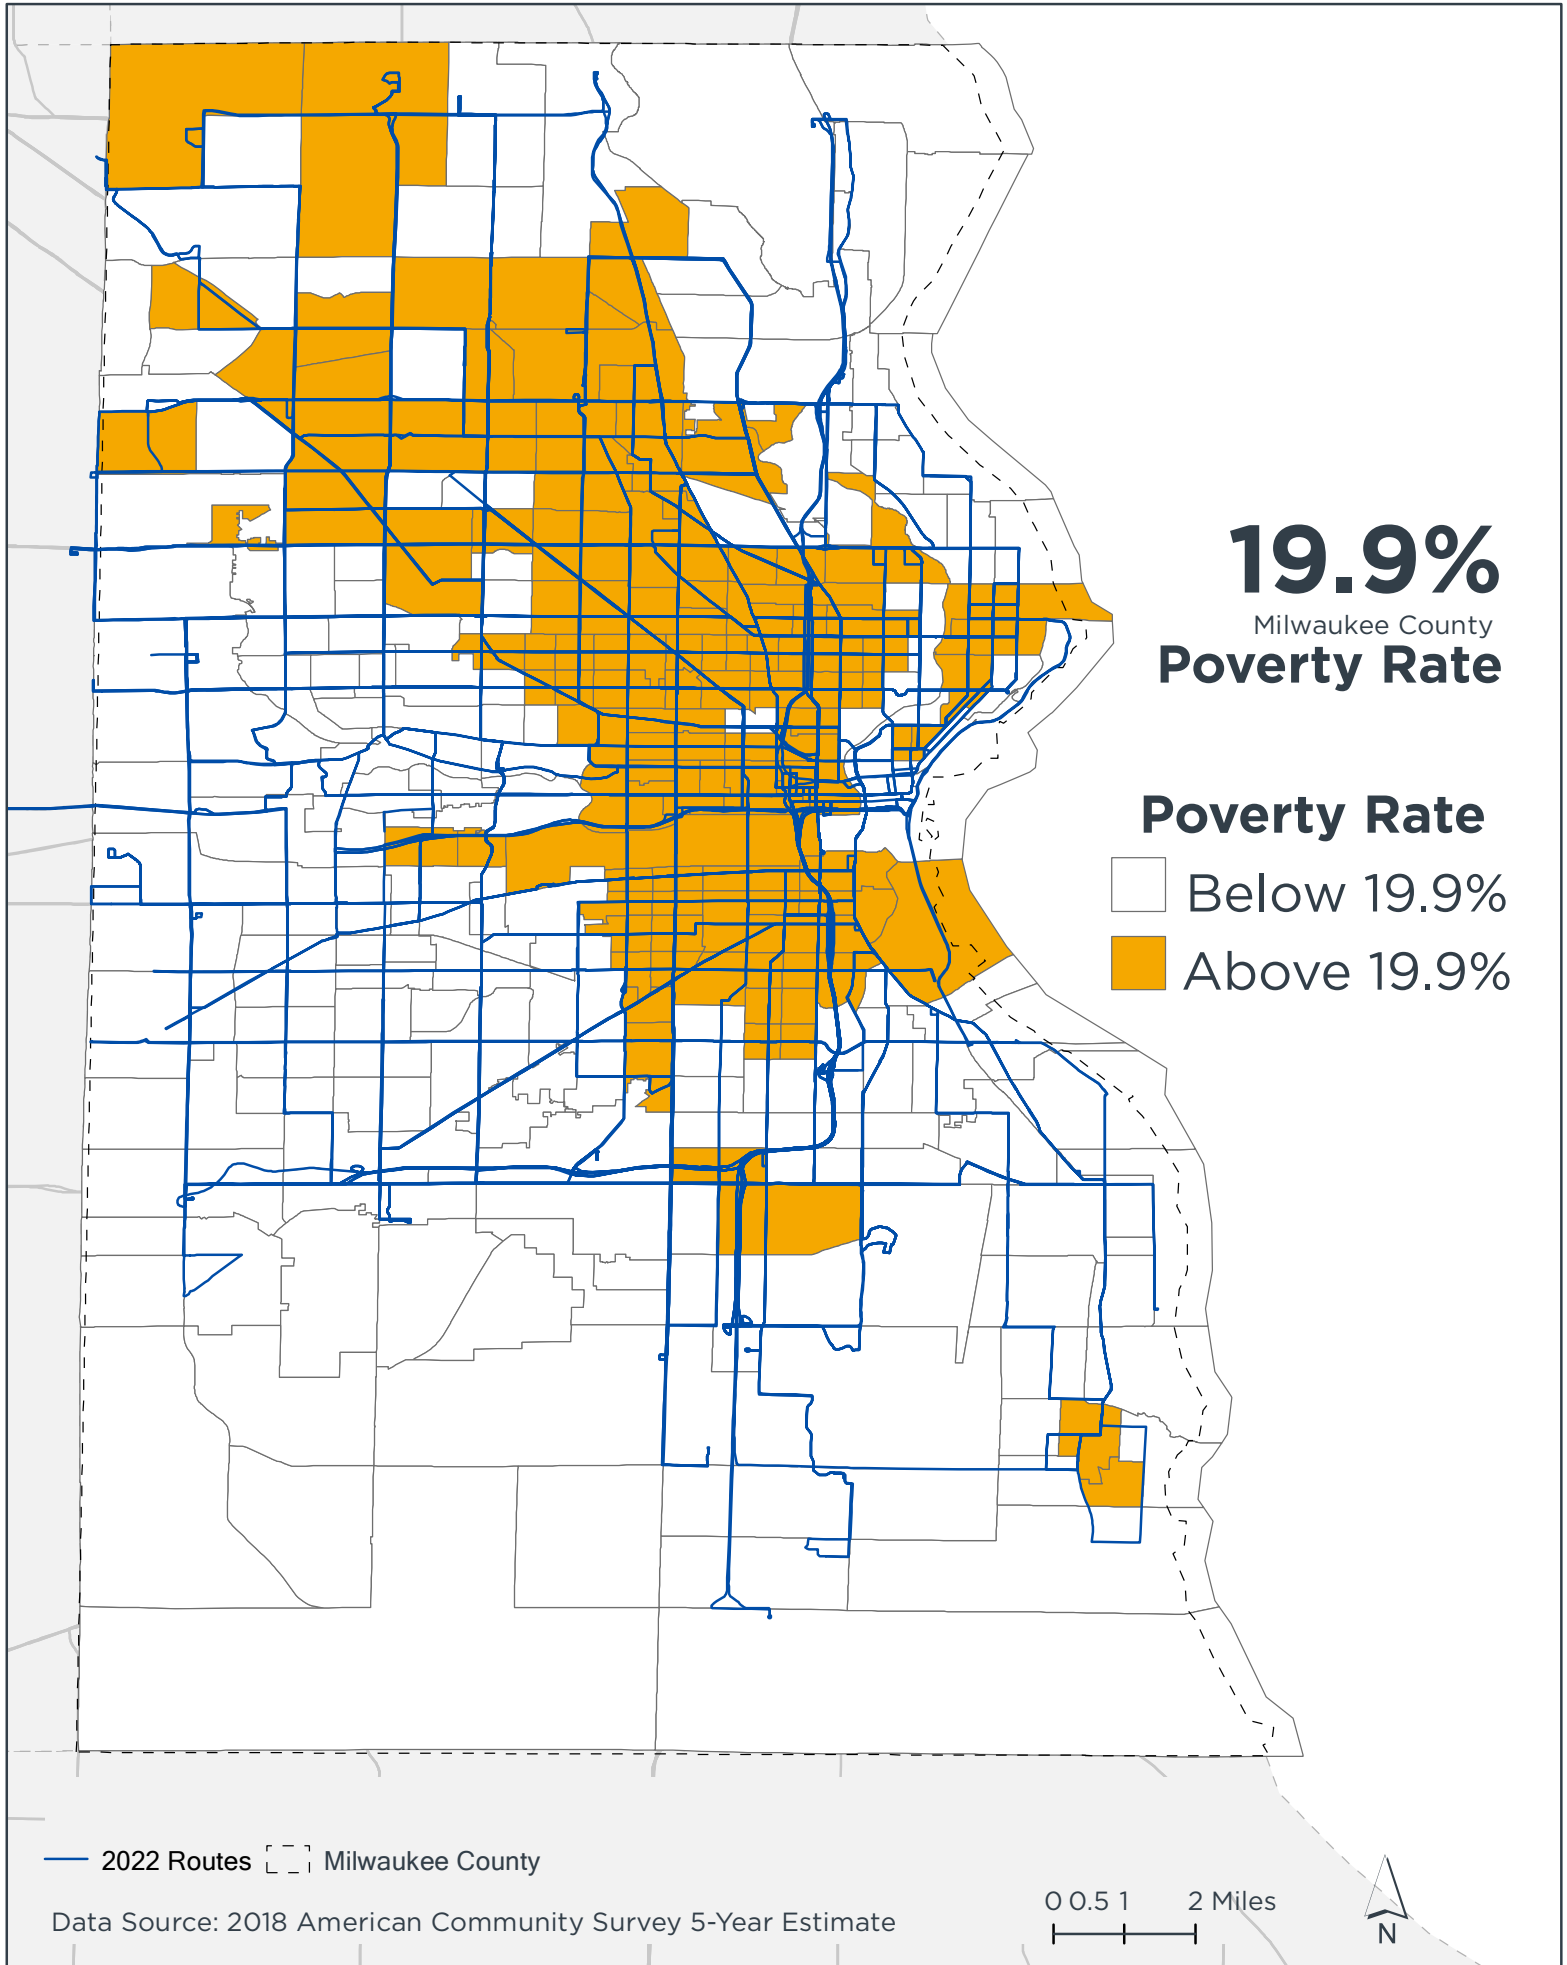 19.9%
Milwaukee County
Poverty Rate
Poverty Rate
Below 19.9%
Above 19.9%
2022 Routes
Milwaukee County
Data Source: 2018 American Community Survey 5-Year Estimate
0 0.5 1 2 Miles
N